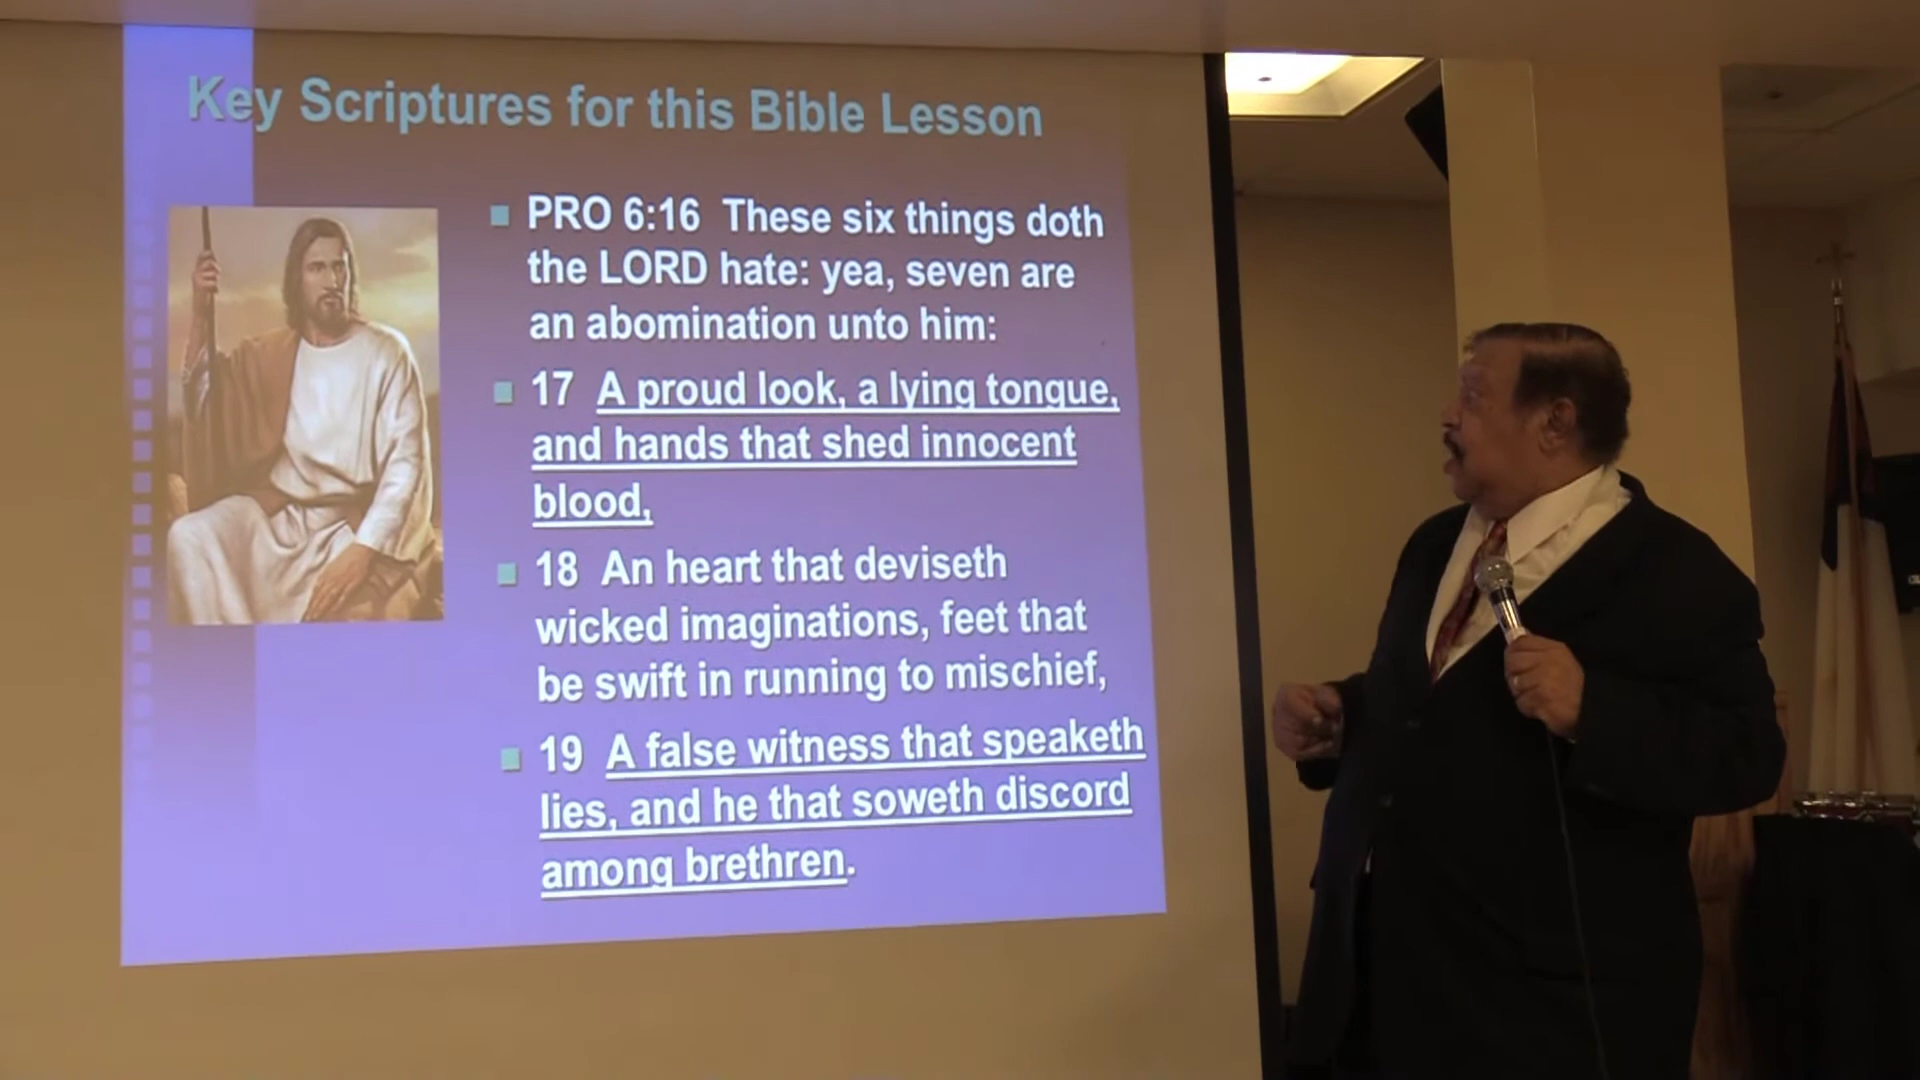 Key Scriptures for this Bible Lesson
PRO 6:16 These six things doth
the LORD hate: yea, seven are
an abomination unto him:
17 A proud look, a lying tongue,
and hands that shed innocent
blood,
18 An heart that deviseth
wicked imaginations, feet that
be swift in running to mischief,
19 A false witness that speaketh
lies, and he that soweth discord
among brethren.